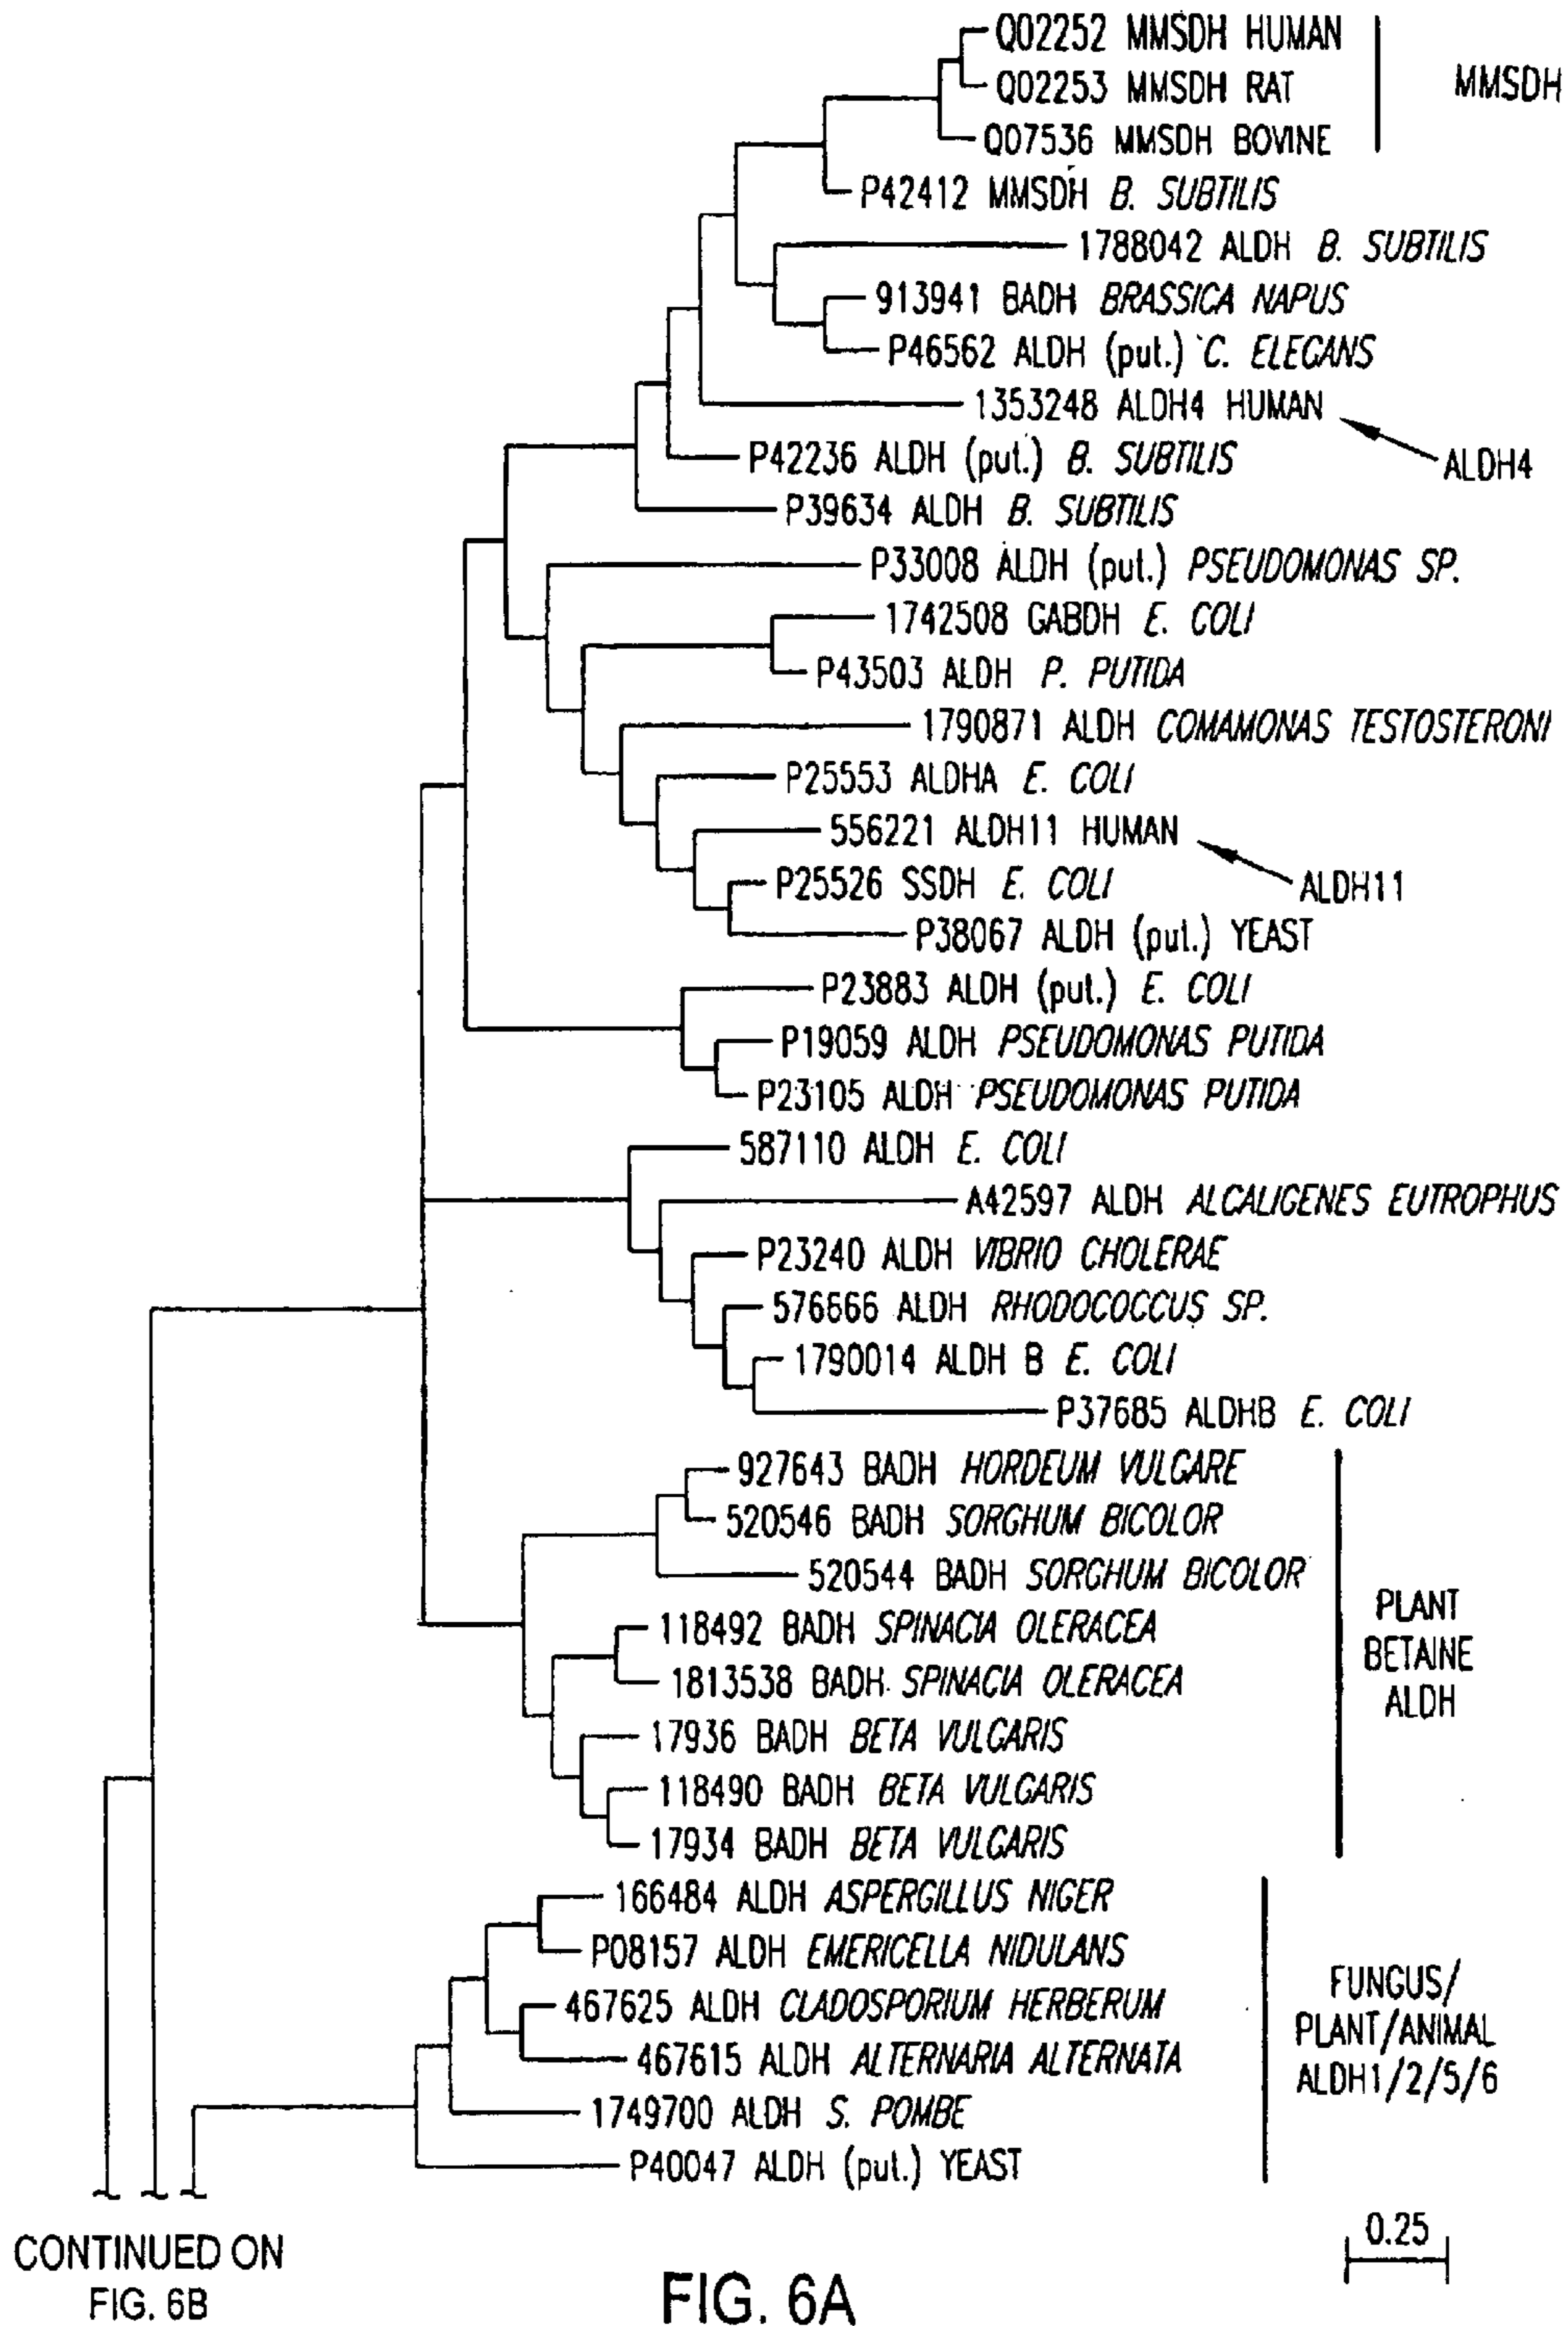 Q02252 MMSDH HUMAN
Q02253 MMSDH RAT
MMSDH
Q07536 MMSDH BOVINE
P42412 MMSDH B. SUBTILIS
1788042 ALDH B. SUBTILIS
913941 BADH BRASSICA NAPUS
P46562 ALDH (put.) C. ELEGANS
1353248 ALDH4 HUMAN
ALDH4
P42236 ALDH (put.) B. SUBTILIS
P39634 ALDH B. SUBTILIS
P33008 ALDH (put.) PSEUDOMONAS SP.
1742508 GABDH E. COLI
P43503 ALDH P. PUTIDA
1790871 ALDH COMAMONAS TESTOSTERONI
P25553 ALDHA E. COLI
556221 ALDH11 HUMAN
ALDH11
P25526 SSDH E. COLI
P38067 ALDH (put.) YEAST
P23883 ALDH (put.) E. COLI
P19059 ALDH PSEUDOMONAS PUTIDA
P23105 ALDH PSEUDOMONAS PUTIDA
587110 ALDH E. COLI
A42597 ALDH ALCALIGENES EUTROPHUS
P23240 ALDH VIBRIO CHOLERAE
576666 ALDH RHODOCOCCUS SP.
1790014 ALDH B E. COLI
P37685 ALDHB E. COLI
927643 BADH HORDEUM VULGARE
520546 BADH SORGHUM BICOLOR
520544 BADH SORGHUM BICOLOR
118492 BADH SPINACIA OLERACEA
1813538 BADH SPINACIA OLERACEA
17936 BADH BETA VULGARIS
118490 BADH BETA VULGARIS
17934 BADH BETA VULGARIS
PLANT
BETAINE
ALDH
166484 ALDH ASPERGILLUS NIGER
P08157 ALDH EMERICELLA NIDULANS
467625 ALDH CLADOSPORIUM HERBERUM
467615 ALDH ALTERNARIA ALTERNATA
1749700 ALDH S. POMBE
P40047 ALDH (put.) YEAST
FUNGUS/
PLANT/ANIMAL
ALDH1/2/5/6
CONTINUED ON
FIG. 6B
0.25
FIG. 6A